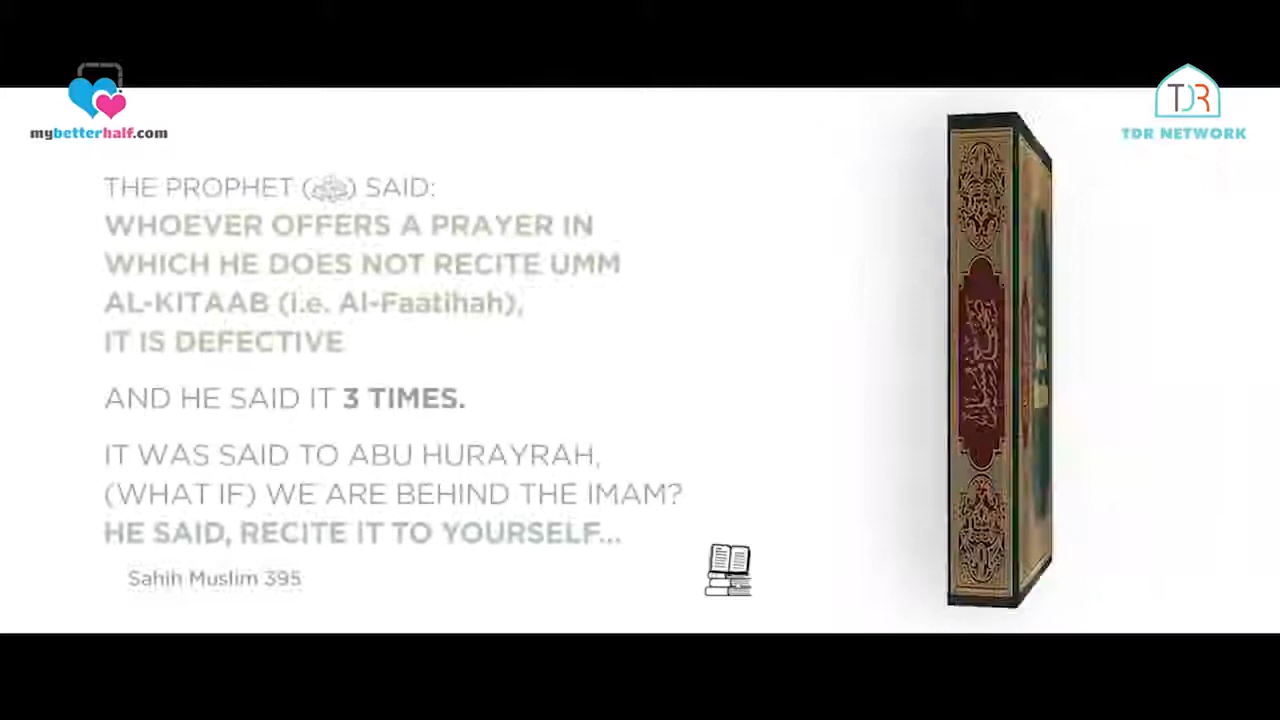 mybetterhalf.com
TDR
TDR NETWORK
THE PROPHET (ﷺ) SAID:
WHOEVER OFFERS A PRAYER IN
WHICH HE DOES NOT RECITE UMM
AL-KITAAB (i.e. Al-Faatihah),
IT IS DEFECTIVE
AND HE SAID IT 3 TIMES.
IT WAS SAID TO ABU HURAYRAH,
(WHAT IF) WE ARE BEHIND THE IMAM?
HE SAID, RECITE IT TO YOURSELF...
Sahih Muslim 395